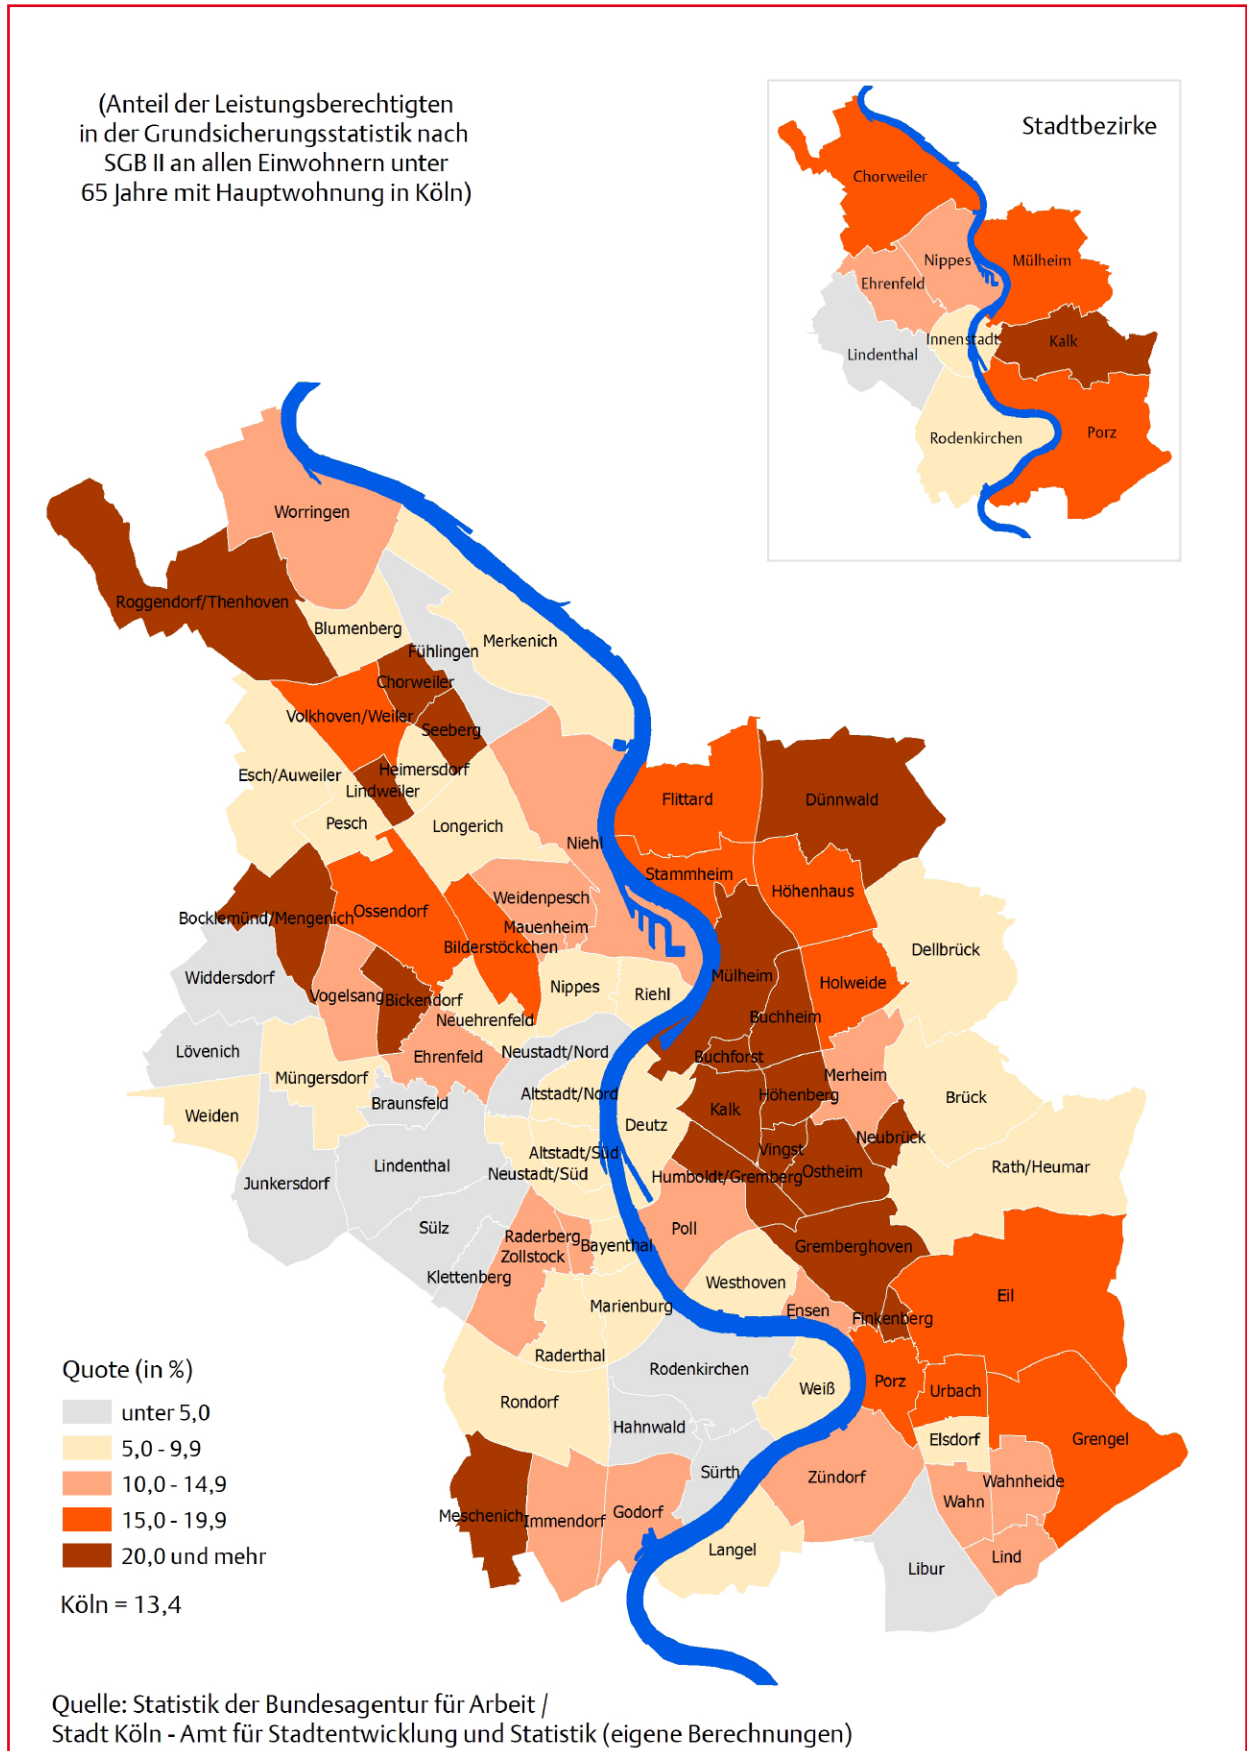 (Anteil der Leistungsberechtigten
in der Grundsicherungsstatistik nach
SGB II an allen Einwohnern unter
65 Jahre mit Hauptwohnung in Köln)
Stadtbezirke
Chorweiler
Nippes
Mülheim
Ehrenfeld
Innenstadt
Kalk
Lindenthal
Rodenkirchen
Porz
Worringen
Roggendorf/Thenhoven
Blumenberg
Merkenich
Fühlingen
Chorweiler
Volkhoven/Weiler
Seeberg
Esch/Auweiler
Heimersdorf
Lindweiler
Pesch
Longerich
Flittard
Dünnwald
Niehl
Stammheim
Höhenhaus
Weidenpesch
Bocklemünd/Mengenich
Ossendorf
Mauenheim
Bilderstöckchen
Dellbrück
Widdersdorf
Mülheim
Holweide
Vogelsang
Bickendorf
Nippes
Riehl
Neuehrenfeld
Buchheim
Lövenich
Ehrenfeld
Neustadt/Nord
Buchforst
Müngersdorf
Merheim
Braunsfeld
Altstadt/Nord
Höhenberg
Brück
Weiden
Kalk
Deutz
Neubrück
Altstadt/Süd
Vingst
Lindenthal
Neustadt/Süd
Humboldt/Gremberg
Ostheim
Rath/Heumar
Junkersdorf
Sülz
Raderberg
Poll
Zollstock
Bayenthal
Gremberghoven
Klettenberg
Westhoven
Eil
Marienburg
Ensen
Finkenberg
Raderthal
Rodenkirchen
Weiß
Porz
Urbach
Rondorf
Hahnwald
Elsdorf
Grengel
Sürth
Zündorf
Wahnheide
Wahn
Meschenich
Immendorf
Godorf
Langel
Lind
Libur
Quote (in %)
unter 5,0
5,0 - 9,9
10,0 - 14,9
15,0 - 19,9
20,0 und mehr
Köln = 13,4
Quelle: Statistik der Bundesagentur für Arbeit /
Stadt Köln - Amt für Stadtentwicklung und Statistik (eigene Berechnungen)